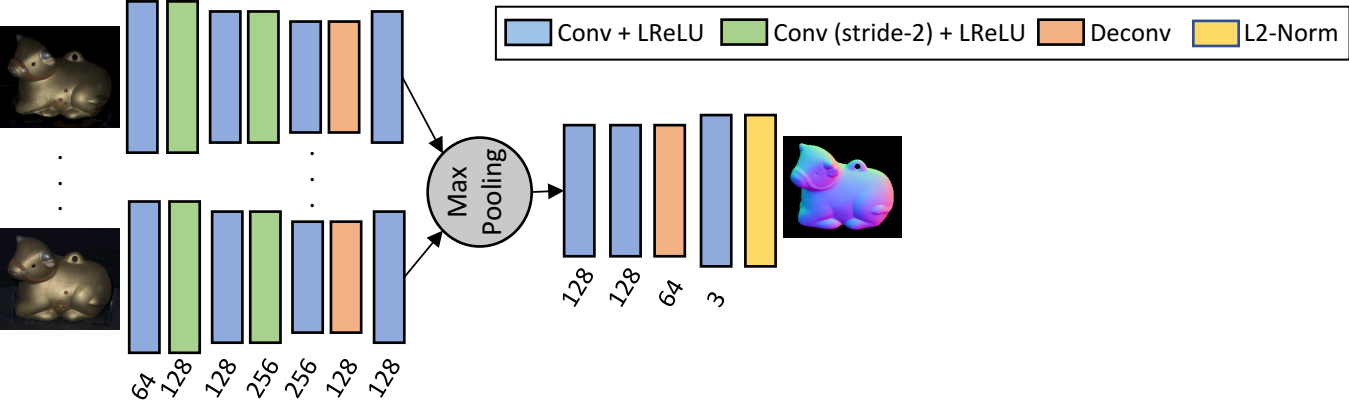 Conv + LReLU
Conv (stride-2) + LReLU
Deconv
L2-Norm
Max
Pooling
128
128
64
3
64
128
128
256
256
128
128